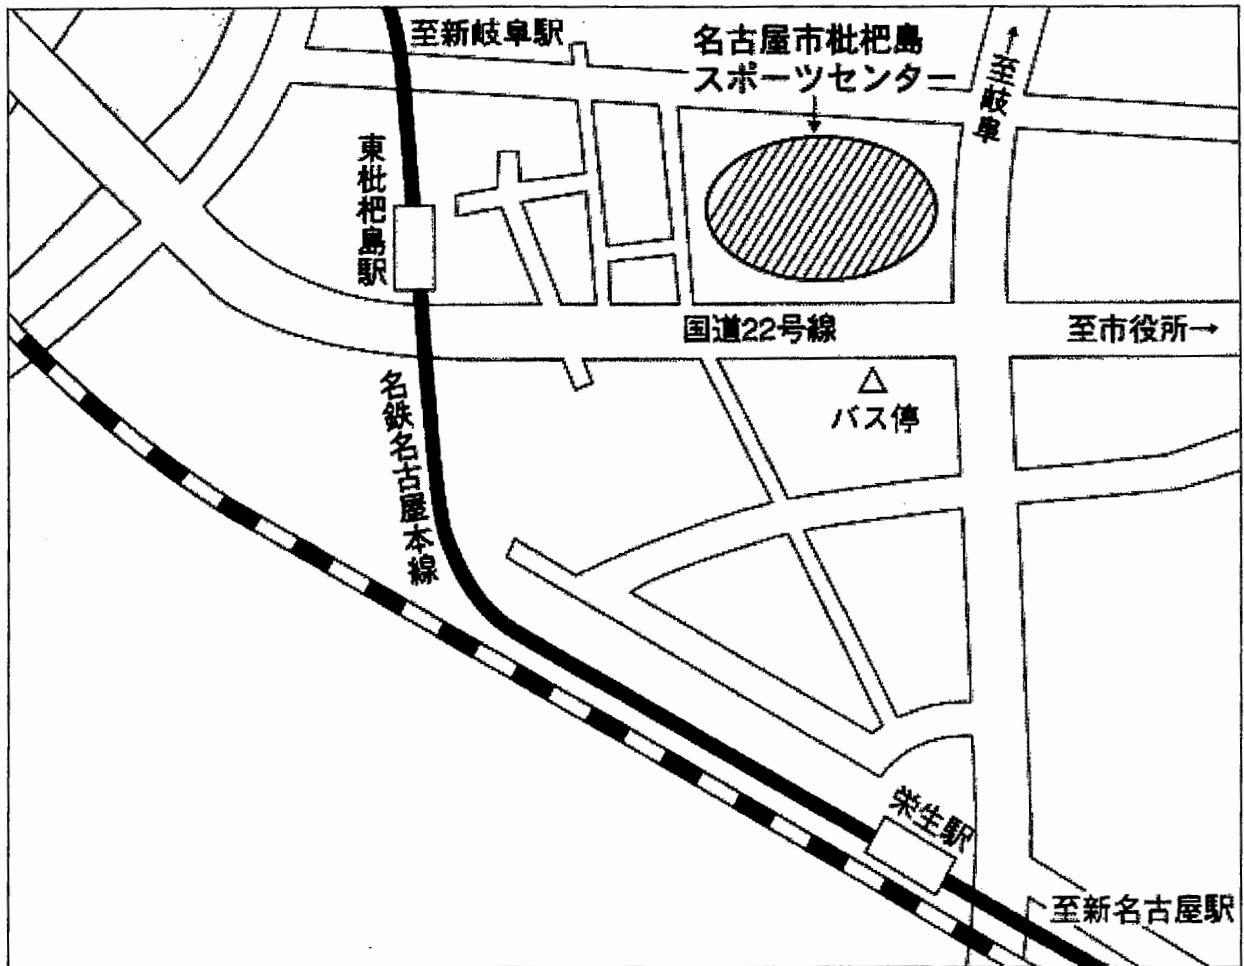 至新岐阜駅
名古屋市枇杷島
スポーツセンター
↑至岐阜
東枇杷島駅
国道22号線
至市役所→
バス停
名鉄名古屋本線
栄生駅
至新名古屋駅